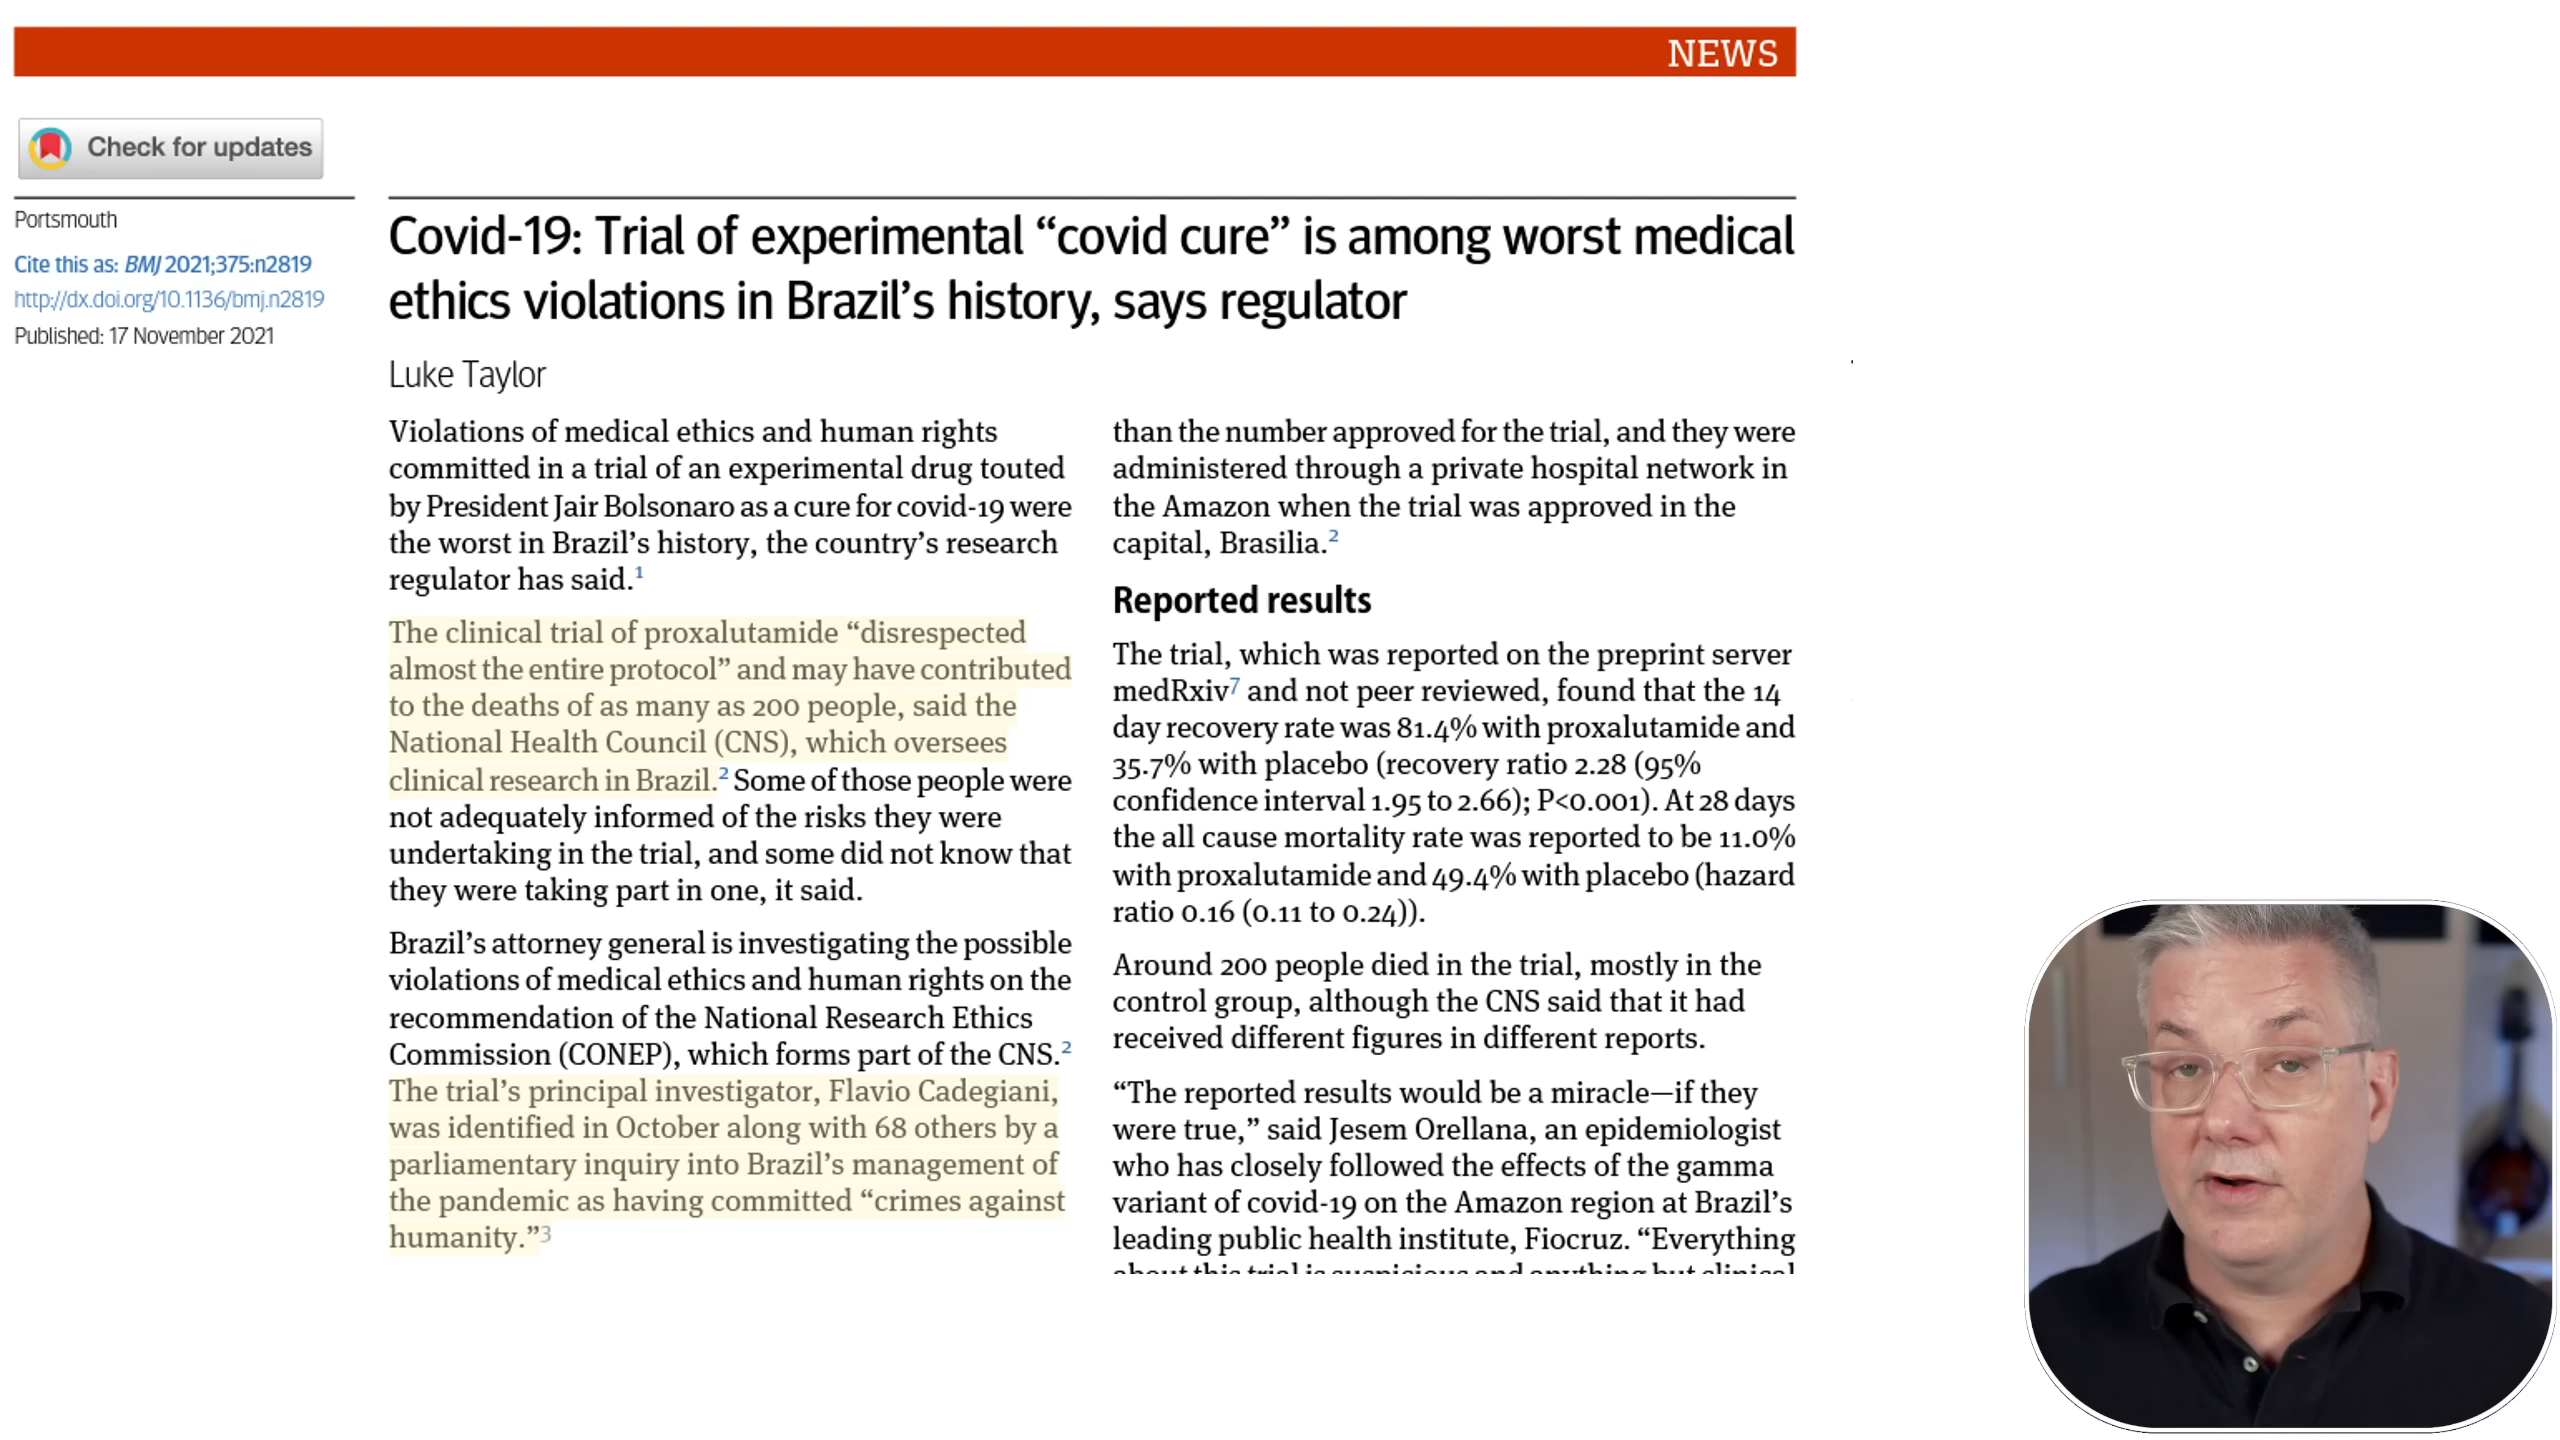 NEWS
Check for updates
Portsmouth
Cite this as: BMJ 2021;375:n2819
http://dx.doi.org/10.1136/bmj.n2819
Published: 17 November 2021
Covid-19: Trial of experimental “covid cure” is among worst medical
ethics violations in Brazil’s history, says regulator
Luke Taylor
Violations of medical ethics and human rights
committed in a trial of an experimental drug touted
by President Jair Bolsonaro as a cure for covid-19 were
the worst in Brazil’s history, the country’s research
regulator has said.1
The clinical trial of proxalutamide “disrespected
almost the entire protocol” and may have contributed
to the deaths of as many as 200 people, said the
National Health Council (CNS), which oversees
clinical research in Brazil.2 Some of those people were
not adequately informed of the risks they were
undertaking in the trial, and some did not know that
they were taking part in one, it said.
Brazil’s attorney general is investigating the possible
violations of medical ethics and human rights on the
recommendation of the National Research Ethics
Commission (CONEP), which forms part of the CNS.2
The trial’s principal investigator, Flavio Cadegiani,
was identified in October along with 68 others by a
parliamentary inquiry into Brazil’s management of
the pandemic as having committed “crimes against
humanity.”3
than the number approved for the trial, and they were
administered through a private hospital network in
the Amazon when the trial was approved in the
capital, Brasilia.2
Reported results
The trial, which was reported on the preprint server
medRxiv7 and not peer reviewed, found that the 14
day recovery rate was 81.4% with proxalutamide and
35.7% with placebo (recovery ratio 2.28 (95%
confidence interval 1.95 to 2.66); P<0.001). At 28 days
the all cause mortality rate was reported to be 11.0%
with proxalutamide and 49.4% with placebo (hazard
ratio 0.16 (0.11 to 0.24)).
Around 200 people died in the trial, mostly in the
control group, although the CNS said that it had
received different figures in different reports.
“The reported results would be a miracle—if they
were true,” said Jesem Orellana, an epidemiologist
who has closely followed the effects of the gamma
variant of covid-19 on the Amazon region at Brazil’s
leading public health institute, Fiocruz. “Everything
about this trial is suspicious and anything but clinical